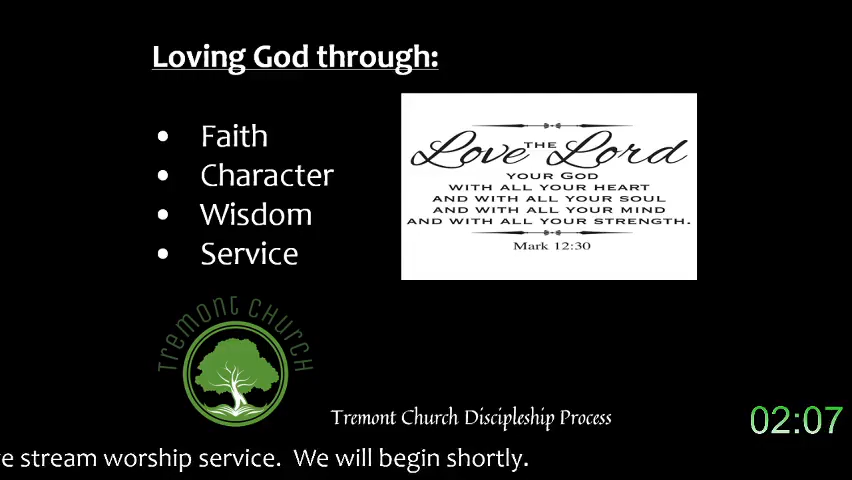 Loving God through:
• Faith
• Character
• Wisdom
• Service
Love THE Lord
YOUR GOD
WITH ALL YOUR HEART
AND WITH ALL YOUR SOUL
AND WITH ALL YOUR MIND
AND WITH ALL YOUR STRENGTH.
Mark 12:30
TREMONT CHURCH
Tremont Church Discipleship Process
02:07
stream worship service. We will begin shortly.